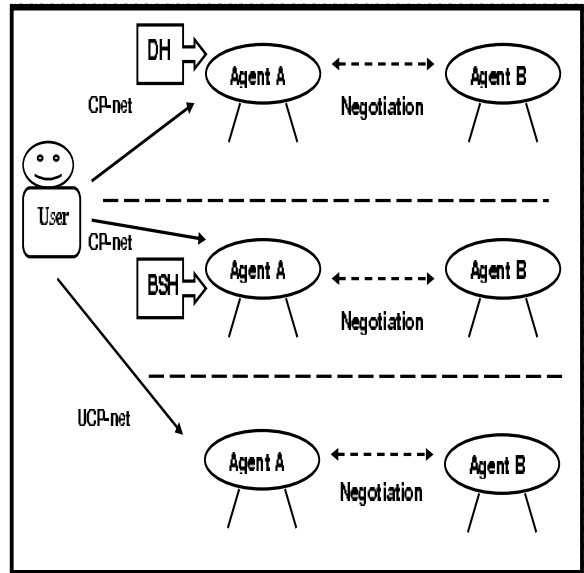 DH
Agent A
Agent B
CP-net
Negotiation
User
CP-net
Agent A
Agent B
BSH
Negotiation
UCP-net
Agent A
Agent B
Negotiation